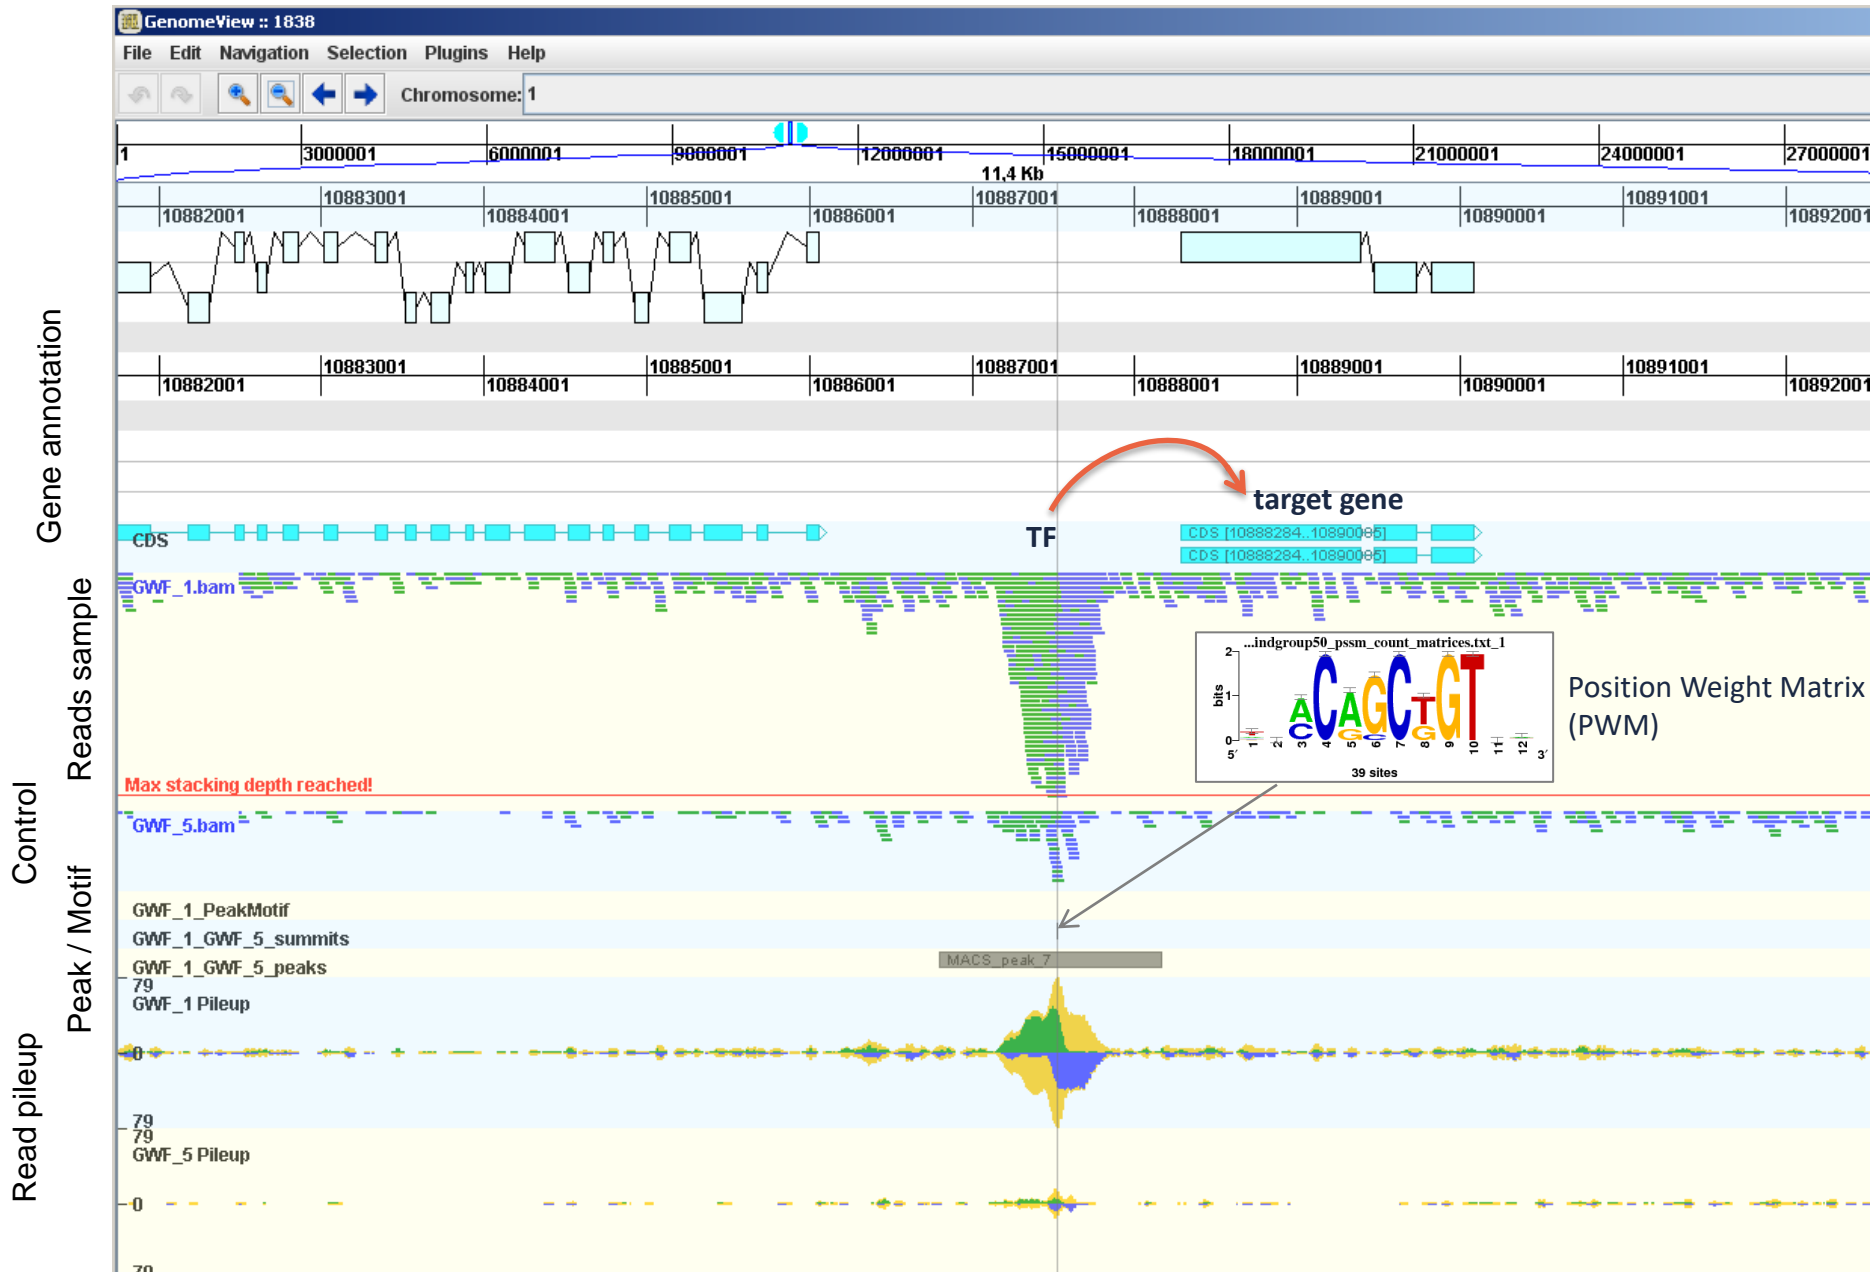 GenomeView :: 1838
File Edit Navigation Selection Plugins Help
Chromosome: 1
1 3000001 6000001 9000001 12000001 15000001 18000001 21000001 24000001 27000001
11,4 Kb
10883001 10885001 10887001 10889001 10891001
10882001 10884001 10886001 10888001 10890001 10892001
Gene annotation
10883001 10885001 10887001 10889001 10891001
10882001 10884001 10886001 10888001 10890001 10892001
target gene
TF
CDS
CDS [10888284..10890085]
CDS [10888284..10890085]
Reads sample
GWF_1.bam
...indgroup50_pssm_count_matrices.txt_1
2
bits
1
0
ACAGCTGT
CGCGG
5' 1 2 3 4 5 6 7 8 9 10 11 12 3'
39 sites
Position Weight Matrix
(PWM)
Max stacking depth reached!
Control
GWF_5.bam
Peak / Motif
GWF_1_PeakMotif
GWF_1_GWF_5_summits
GWF_1_GWF_5_peaks
MACS_peak_7
Read pileup
79
GWF_1 Pileup
0
79
79
GWF_5 Pileup
0
79